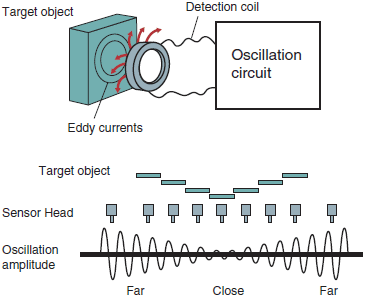 Target object
Detection coil
Oscillation
circuit
Eddy currents
Target object
Sensor Head
Oscillation
amplitude
Far
Close
Far